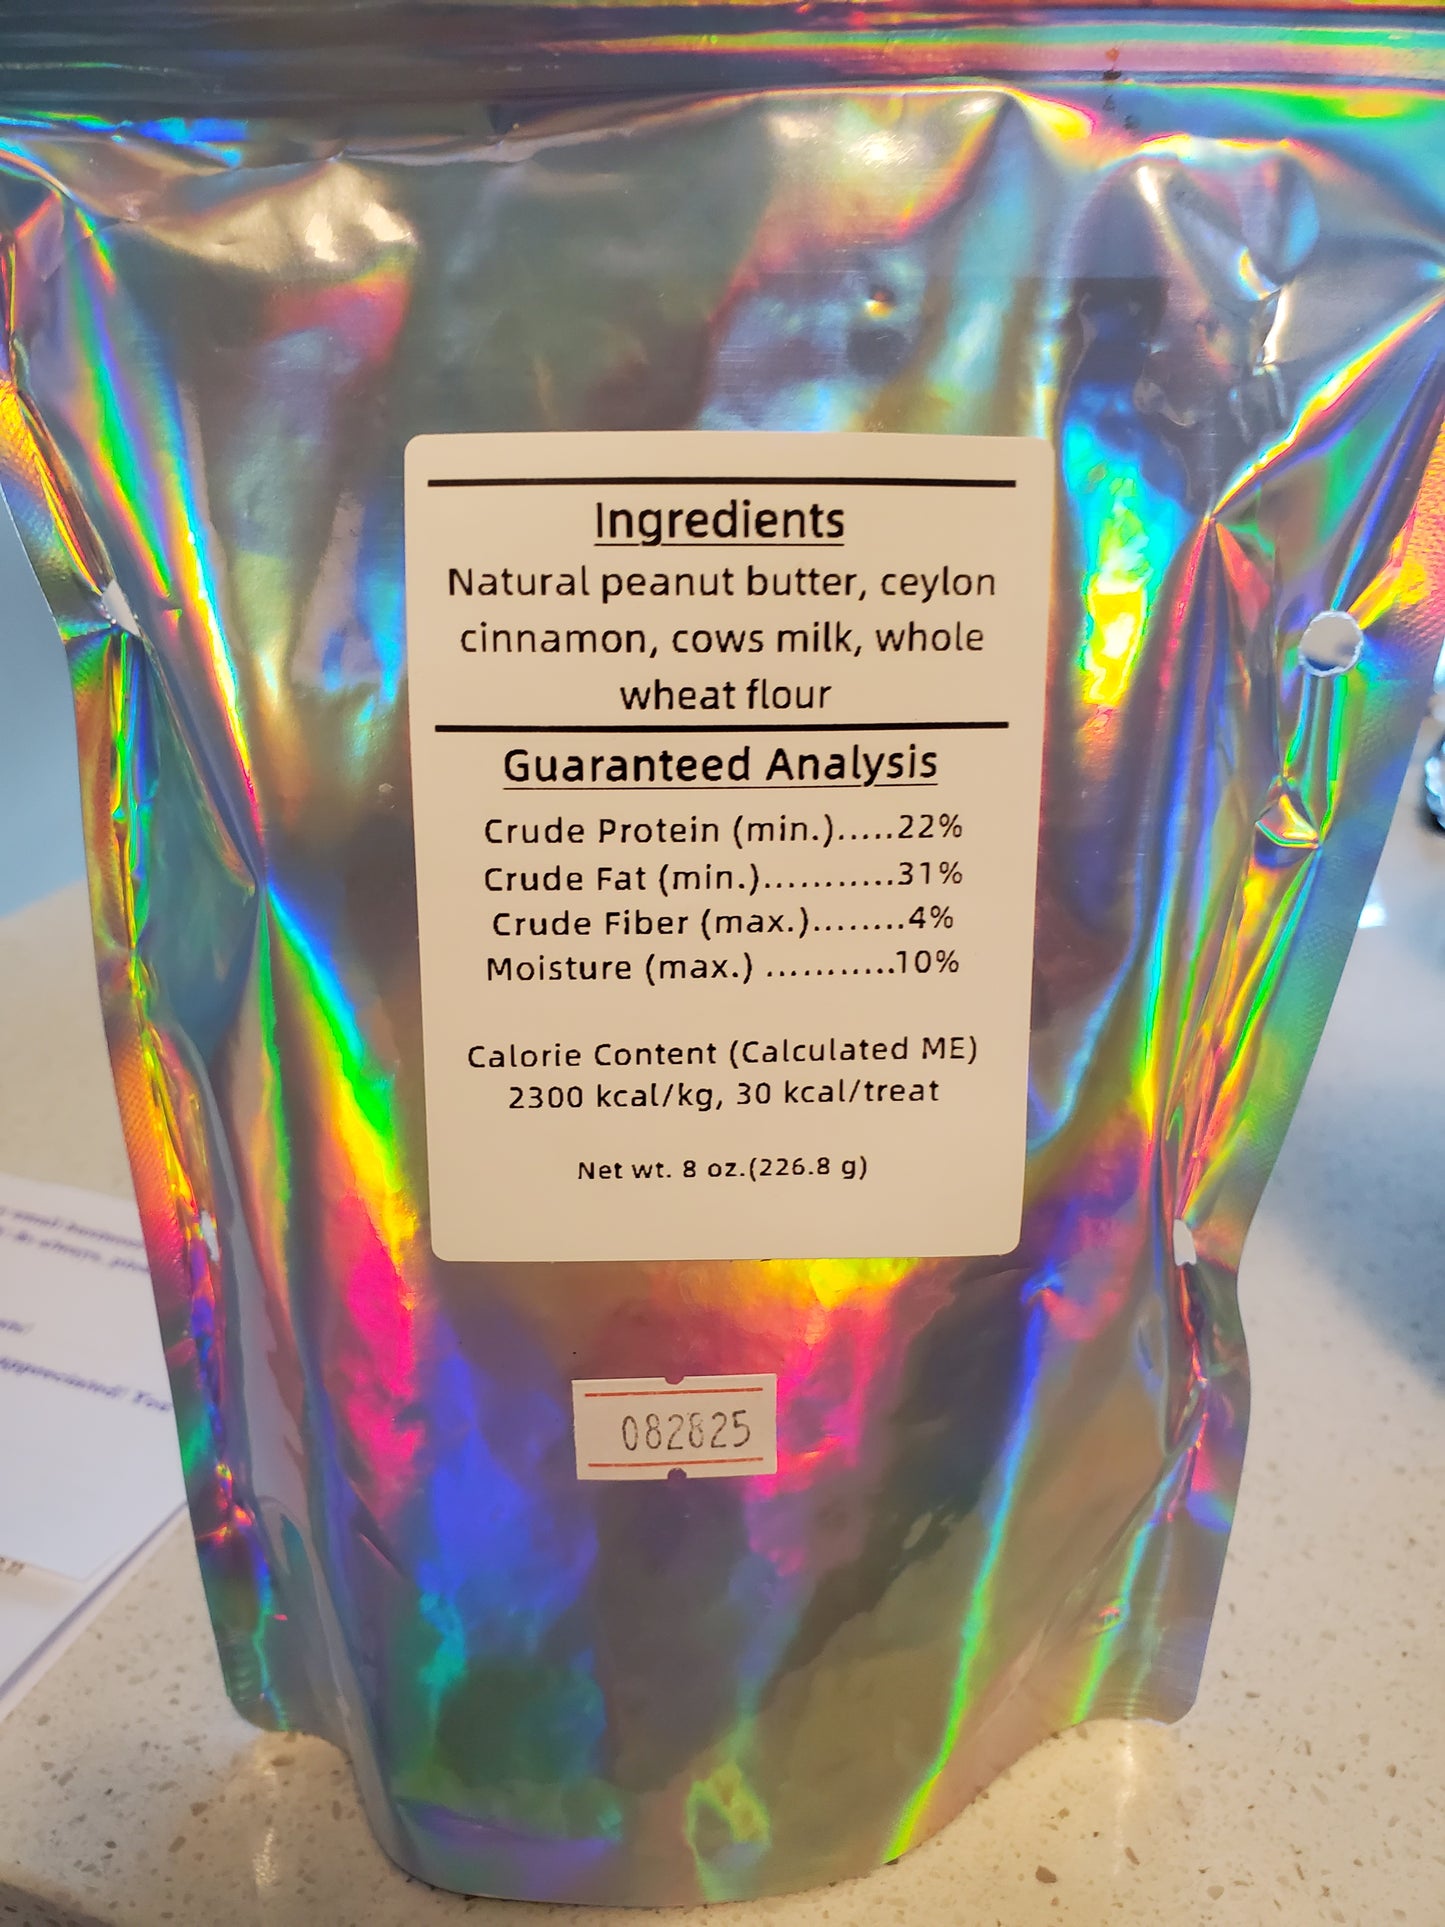 Ingredients
Natural peanut butter, ceylon
cinnamon, cows milk, whole
wheat flour
Guaranteed Analysis
Crude Protein (min.).....22%
Crude Fat (min.)...........31%
Crude Fiber (max.)........4%
Moisture (max.) ...........10%
Calorie Content (Calculated ME)
2300 kcal/kg, 30 kcal/treat
Net wt. 8 oz.(226.8 g)
082825